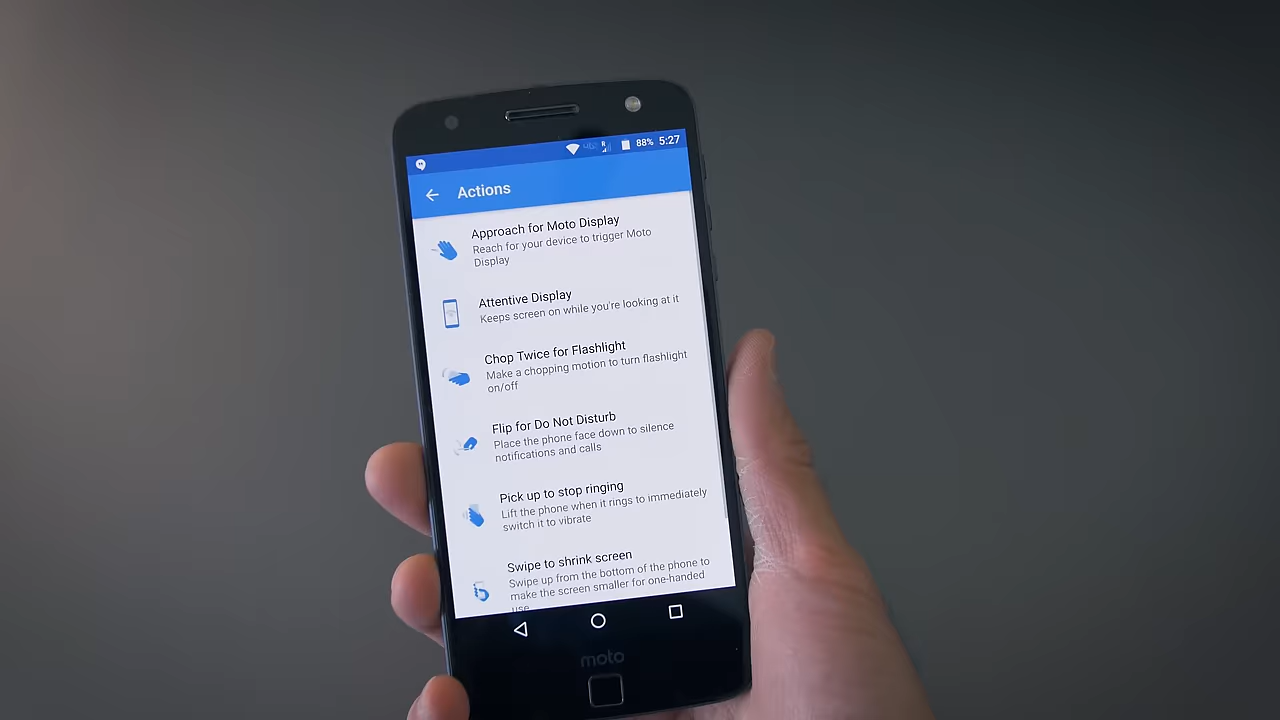 88% 5:27
Actions
Approach for Moto Display
Reach for your device to trigger Moto
Display
Attentive Display
Keeps screen on while you're looking at it
Chop Twice for Flashlight
Make a chopping motion to turn flashlight
on/off
Flip for Do Not Disturb
Place the phone face down to silence
notifications and calls
Pick up to stop ringing
Lift the phone when it rings to immediately
switch it to vibrate
Swipe to shrink screen
Swipe up from the bottom of the phone to
make the screen smaller for one-handed
use
moto